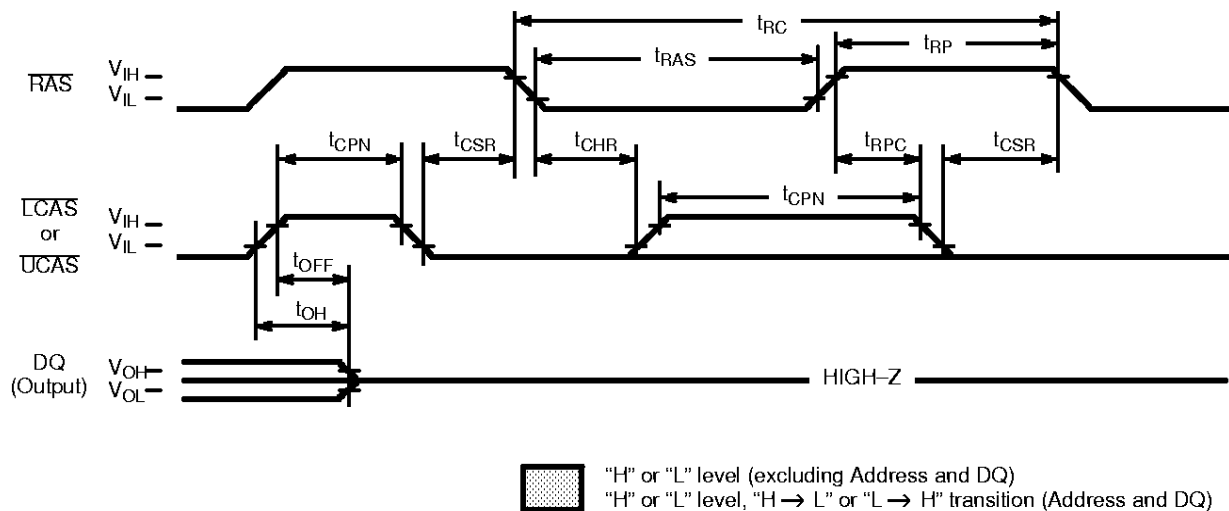 tRC
tRAS
tRP
RAS
VIH
VIL
tCPN
tCSR
tCHR
tRPC
tCSR
tCPN
LCAS
or
UCAS
VIH
VIL
tOFF
tOH
DQ
(Output)
VOH
VOL
HIGH–Z
“H” or “L” level (excluding Address and DQ)
“H” or “L” level, “H → L” or “L → H” transition (Address and DQ)